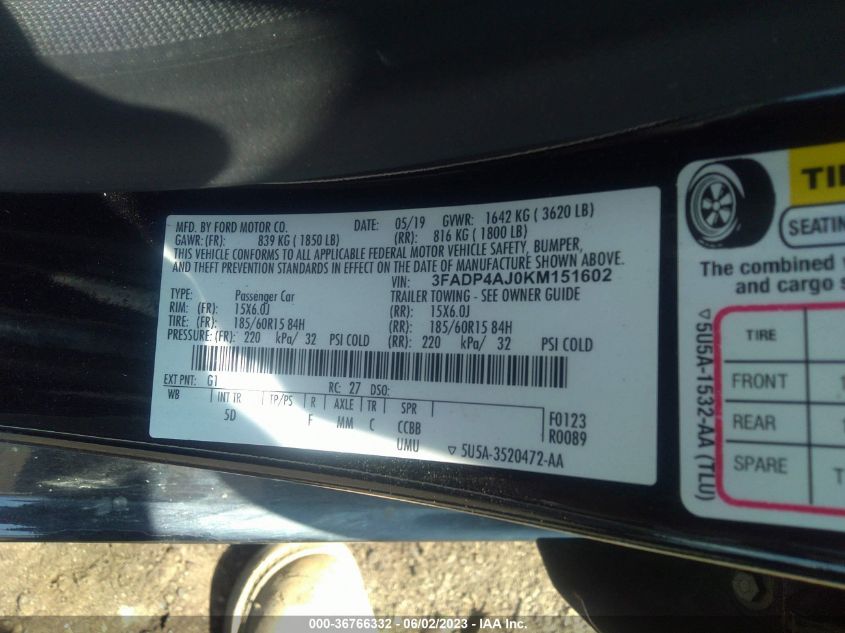 MFD. BY FORD MOTOR CO. DATE: 05/19 GVWR: 1642 KG ( 3620 LB)
GAWR: (FR): 839 KG ( 1850 LB) (RR): 816 KG ( 1800 LB)
THIS VEHICLE CONFORMS TO ALL APPLICABLE FEDERAL MOTOR VEHICLE SAFETY, BUMPER,
AND THEFT PREVENTION STANDARDS IN EFFECT ON THE DATE OF MANUFACTURE SHOWN ABOVE.
VIN: 3FADP4AJ0KM151602
TYPE: Passenger Car TRAILER TOWING - SEE OWNER GUIDE
RIM: (FR): 15X6.0J (RR): 15X6.0J
TIRE: (FR): 185/60R15 84H (RR): 185/60R15 84H
PRESSURE: (FR): 220 kPa/ 32 PSI COLD (RR): 220 kPa/ 32 PSI COLD
EXT PNT: G1 RC: 27 DSO:
WB INT TR TP/PS R AXLE TR SPR
5D F MM C CCBB F0123
UMU R0089
▽ 5U5A-3520472-AA
SEATING
The combined
and cargo
TIRE
FRONT
REAR
SPARE
▽5U5A-1532-AA (TLU)
000-36766332 - 06/02/2023 - IAA Inc.